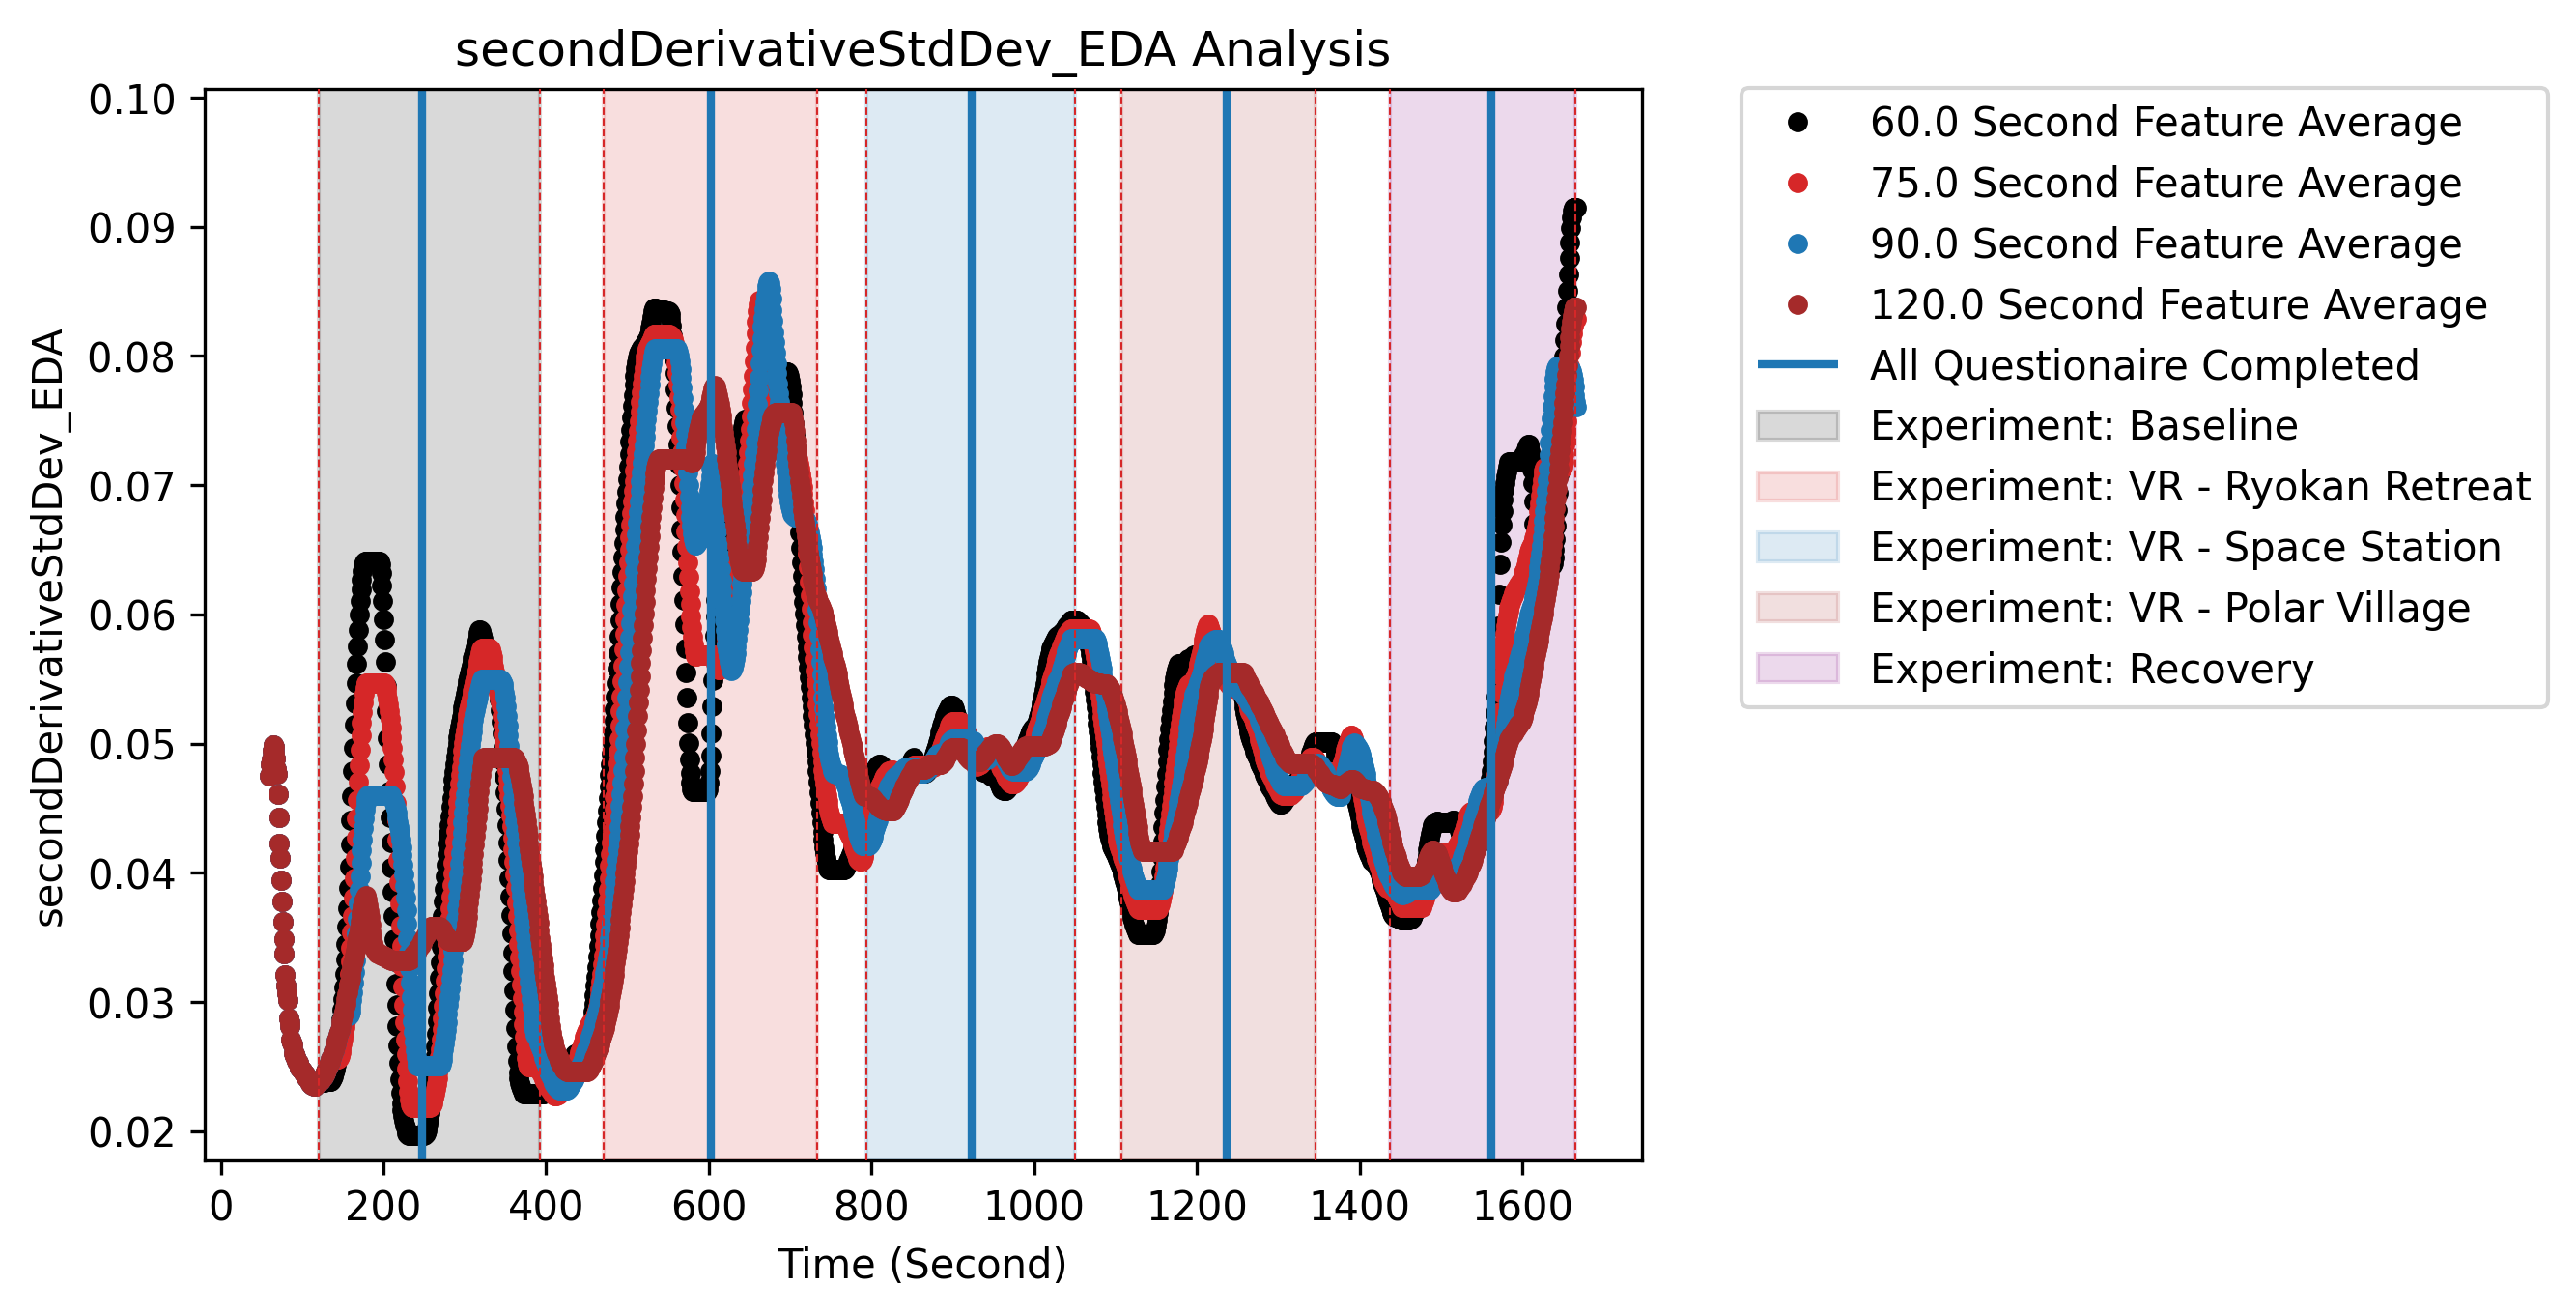 secondDerivativeStdDev_EDA Analysis
secondDerivativeStdDev_EDA
0.10
0.09
0.08
0.07
0.06
0.05
0.04
0.03
0.02
0 200 400 600 800 1000 1200 1400 1600
Time (Second)
60.0 Second Feature Average
75.0 Second Feature Average
90.0 Second Feature Average
120.0 Second Feature Average
All Questionaire Completed
Experiment: Baseline
Experiment: VR - Ryokan Retreat
Experiment: VR - Space Station
Experiment: VR - Polar Village
Experiment: Recovery